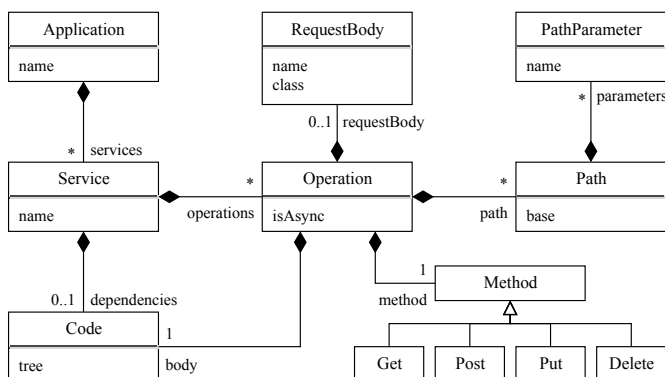 Application
RequestBody
PathParameter
name
name
class
name
0..1 requestBody
* parameters
* services
Service
*
Operation
*
Path
name
operations
isAsync
path
base
1
Method
method
0..1 dependencies
Code
1
tree
body
Get
Post
Put
Delete